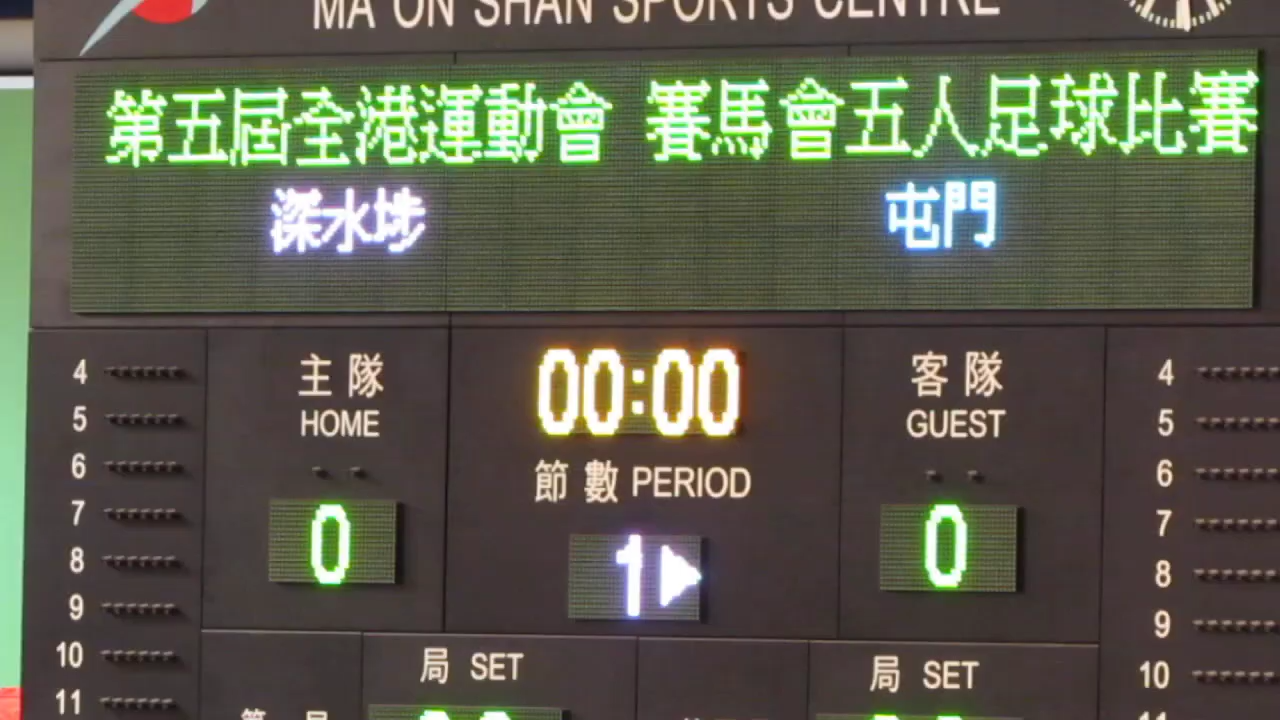 MA ON SHAN SPORTS CENTRE
第五屆全港運動會 賽馬會五人足球比賽
深水埗 屯門
主隊 00:00 客隊
HOME GUEST
節數 PERIOD
0 1 ▶ 0
4 4
5 5
6 6
7 7
8 8
9 9
10 10
11
局 SET 局 SET